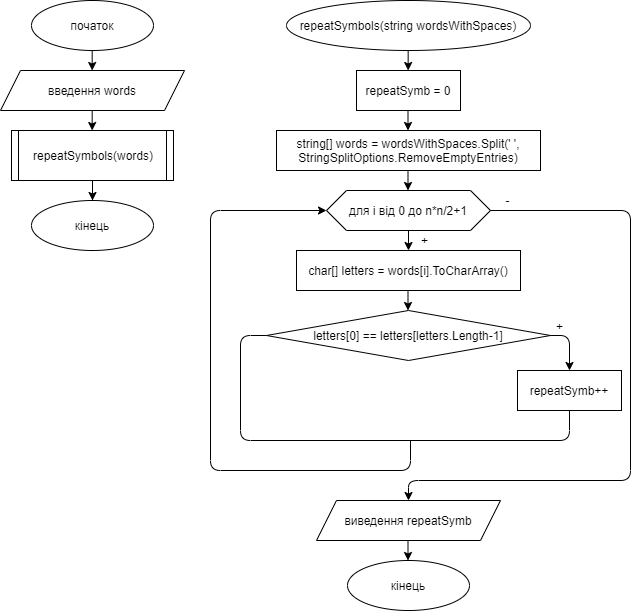 початок
введення words
repeatSymbols(words)
кінець
repeatSymbols(string wordsWithSpaces)
repeatSymb = 0
string[] words = wordsWithSpaces.Split(' ',
StringSplitOptions.RemoveEmptyEntries)
для i від 0 до n*n/2+1
-
+
char[] letters = words[i].ToCharArray()
letters[0] == letters[letters.Length-1]
+
repeatSymb++
виведення repeatSymb
кінець